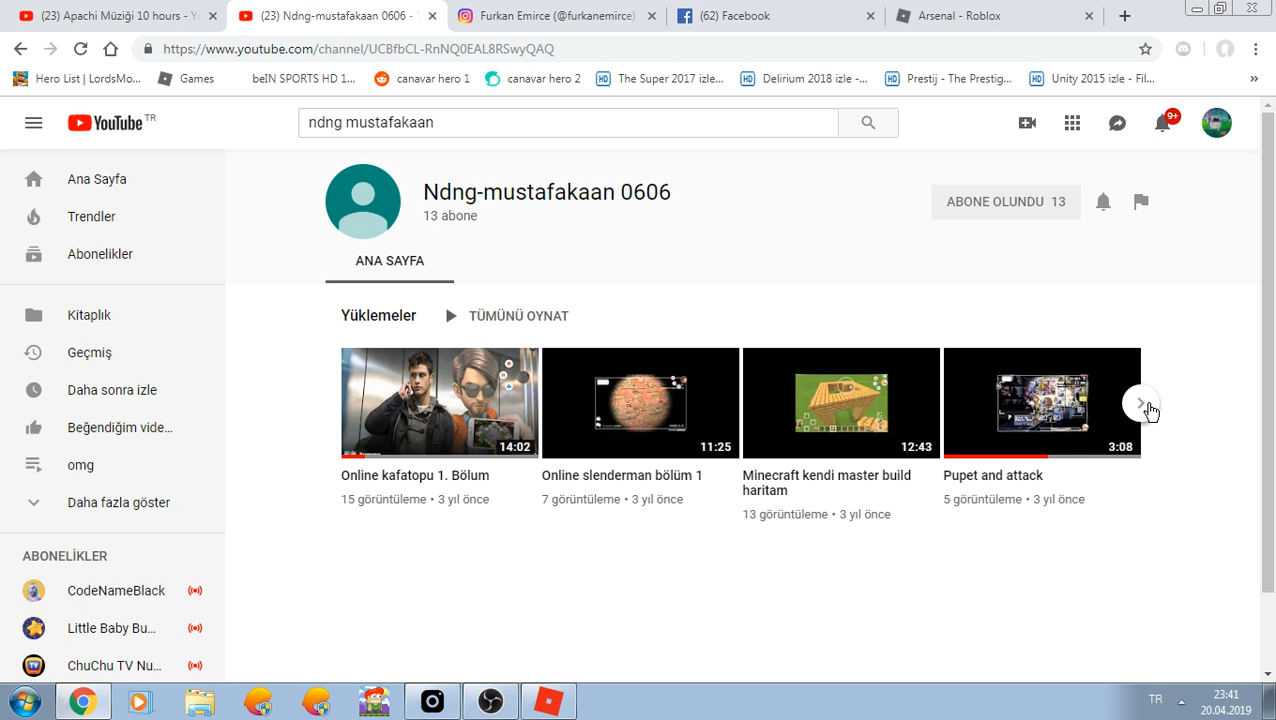 (23) Apachi Müziği 10 hours - Yo
(23) Ndng-mustafakaan 0606 - Y
Furkan Emirce (@furkanemirce)
(62) Facebook
Arsenal - Roblox
https://www.youtube.com/channel/UCBfbCL-RnNQ0EAL8RSwyQAQ
Hero List | LordsMo...
Games
beIN SPORTS HD 1...
canavar hero 1
canavar hero 2
HD The Super 2017 izle...
HD Delirium 2018 izle -...
HD Prestij - The Prestig...
HD Unity 2015 izle - Fil...
»
YouTube TR
ndng mustafakaan
9+
Ana Sayfa
Trendler
Abonelikler
Kitaplık
Geçmiş
Daha sonra izle
Beğendiğim vide...
omg
Daha fazla göster
ABONELİKLER
CodeNameBlack
Little Baby Bu...
ChuChu TV Nu...
Ndng-mustafakaan 0606
13 abone
ABONE OLUNDU 13
ANA SAYFA
Yüklemeler
TÜMÜNÜ OYNAT
14:02
Online kafatopu 1. Bölum
15 görüntüleme • 3 yıl önce
11:25
Online slenderman bölüm 1
7 görüntüleme • 3 yıl önce
12:43
Minecraft kendi master build
haritam
13 görüntüleme • 3 yıl önce
3:08
Pupet and attack
5 görüntüleme • 3 yıl önce
TR
23:41
20.04.2019